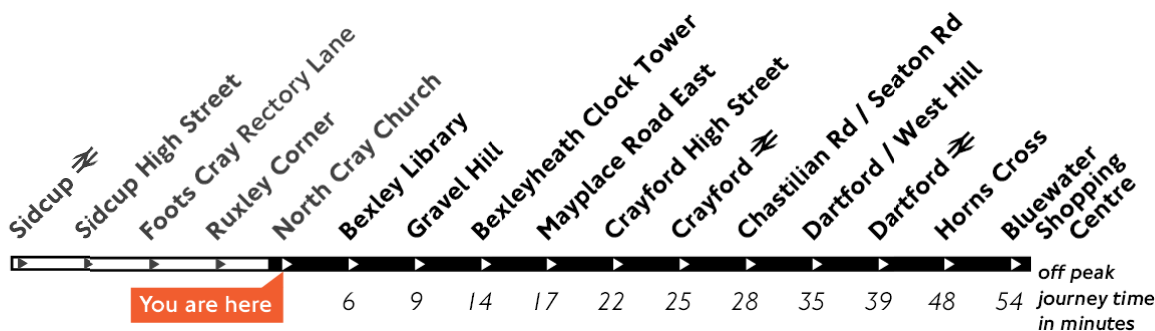 Sidcup
Sidcup High Street
Foots Cray Rectory Lane
Ruxley Corner
North Cray Church
Bexley Library
Gravel Hill
Bexleyheath Clock Tower
Mayplace Road East
Crayford High Street
Crayford
Chastilian Rd / Seaton Rd
Dartford / West Hill
Dartford
Horns Cross
Bluewater
Shopping
Centre
You are here
6 9 14 17 22 25 28 35 39 48 54
off peak
journey time
in minutes